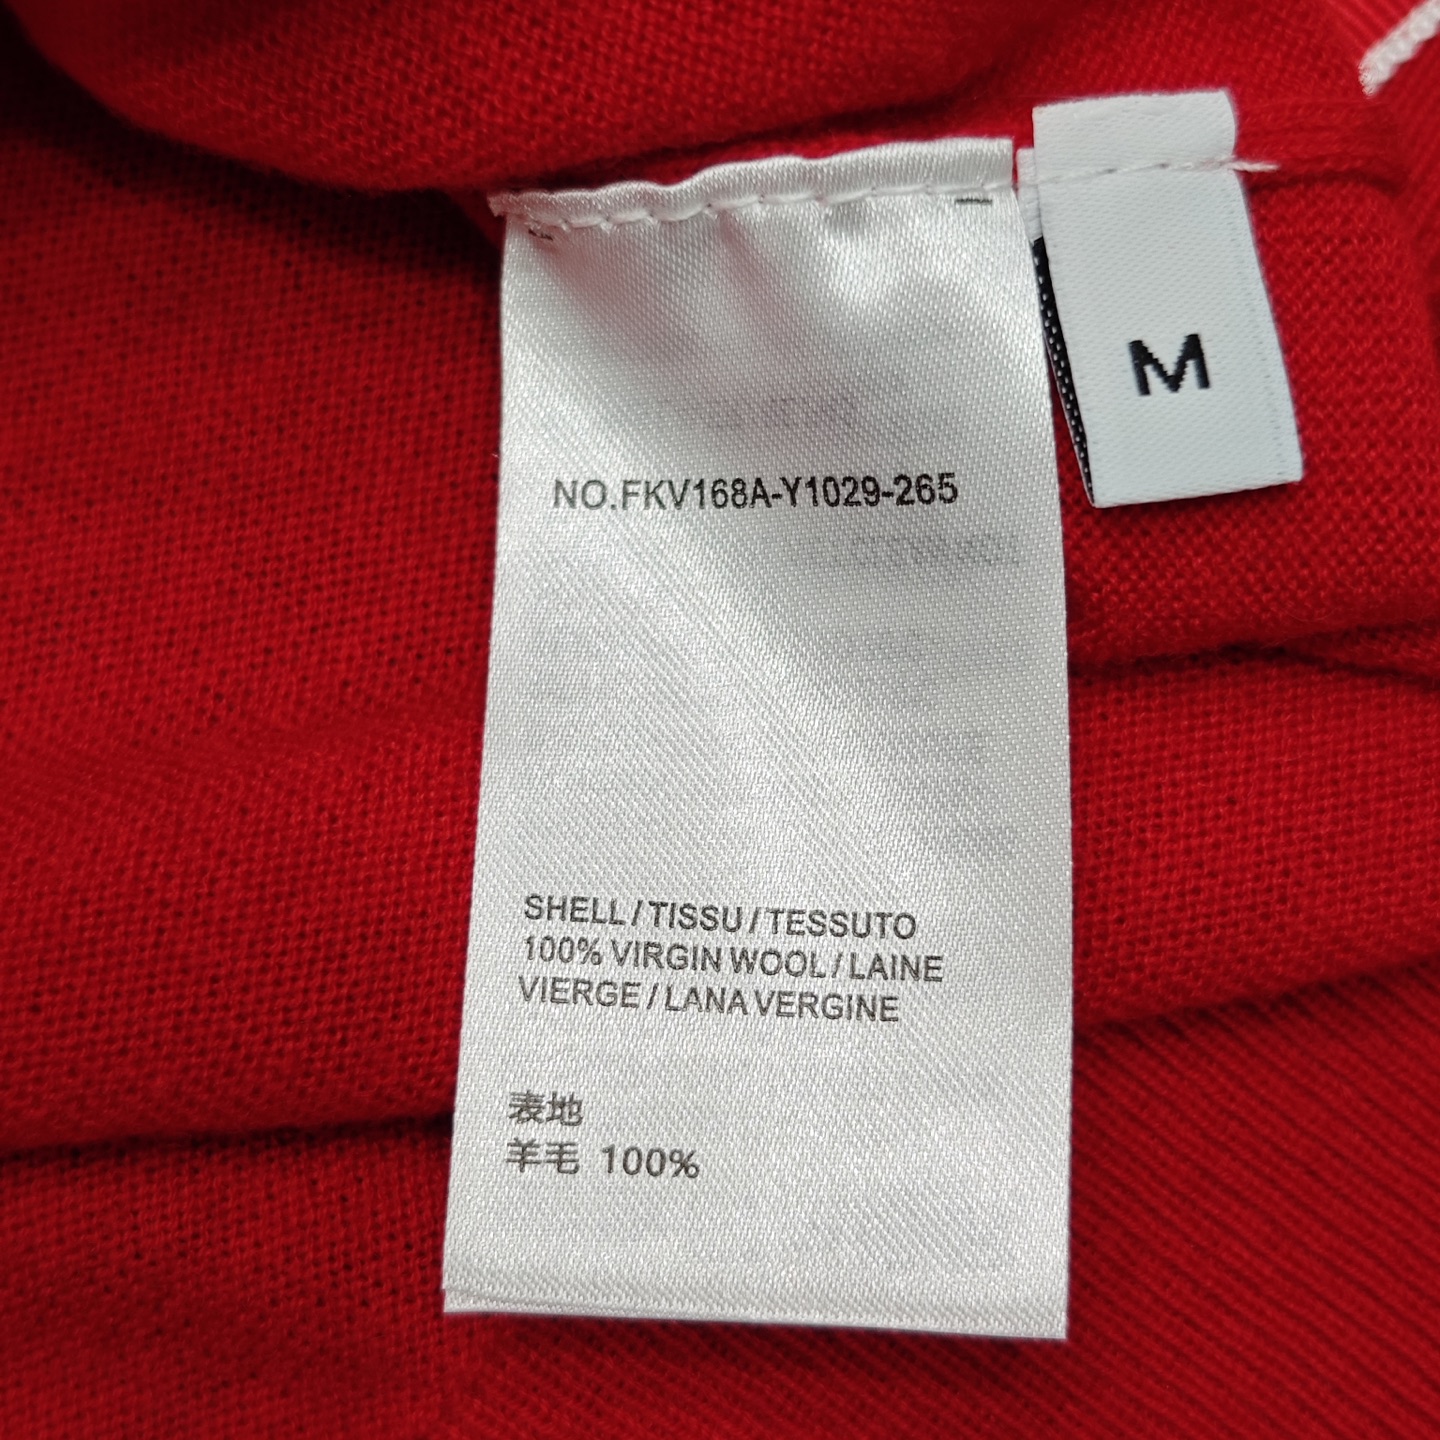 M
NO.FKV168A-Y1029-265
SHELL/TISSU/TESSUTO
100% VIRGIN WOOL/LAINE
VIERGE/LANA VERGINE
表地
羊毛 100%